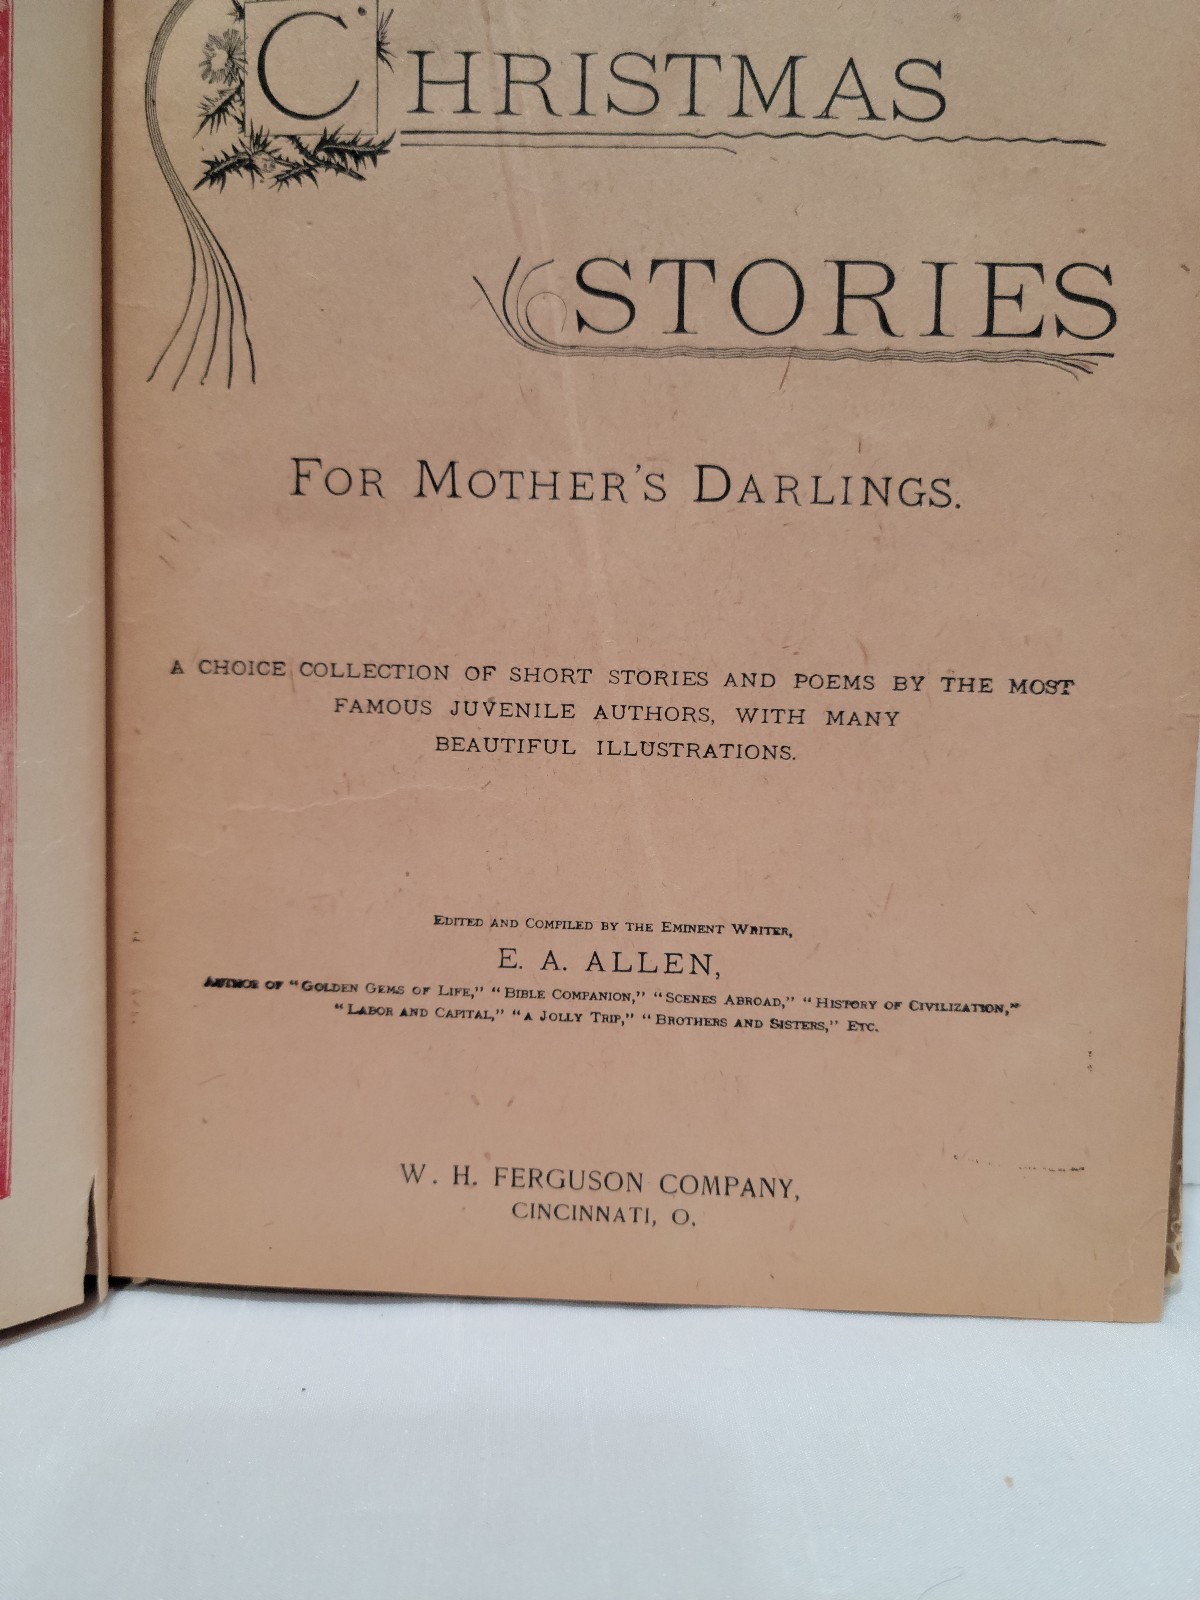 CHRISTMAS
STORIES
FOR MOTHER'S DARLINGS.
A CHOICE COLLECTION OF SHORT STORIES AND POEMS BY THE MOST
FAMOUS JUVENILE AUTHORS, WITH MANY
BEAUTIFUL ILLUSTRATIONS.
EDITED AND COMPILED BY THE EMINENT WRITER,
E. A. ALLEN,
AUTHOR OF "GOLDEN GEMS OF LIFE," "BIBLE COMPANION," "SCENES ABROAD," "HISTORY OF CIVILIZATION,"
"LABOR AND CAPITAL," "A JOLLY TRIP," "BROTHERS AND SISTERS," ETC.
W. H. FERGUSON COMPANY,
CINCINNATI, O.